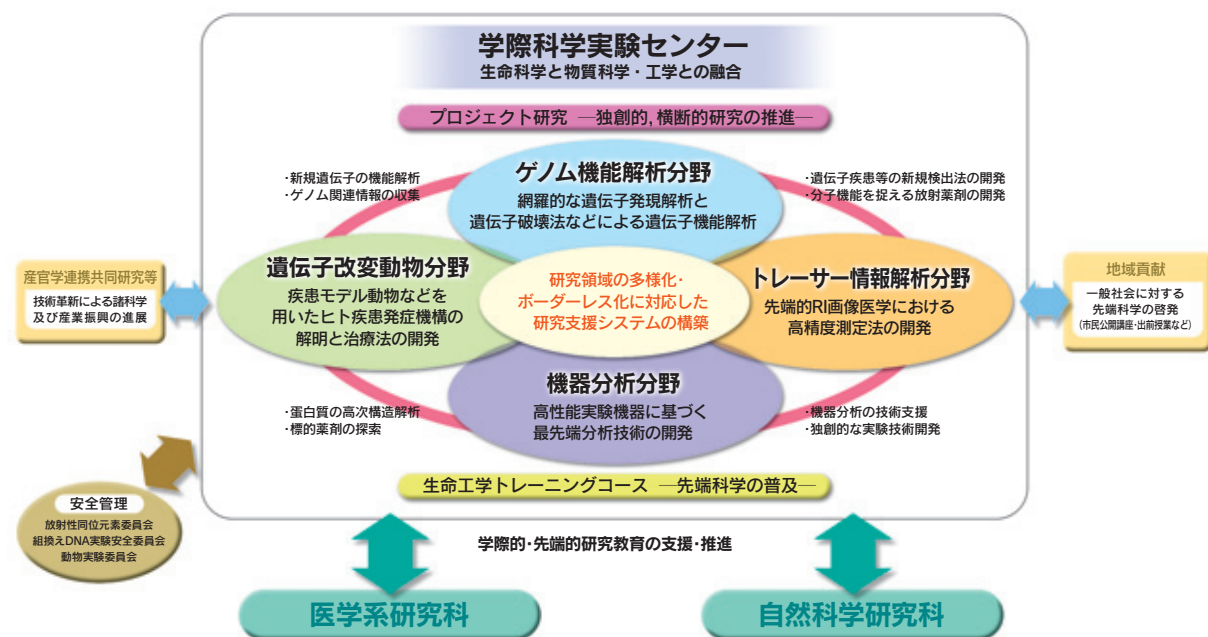 学際科学実験センター
生命科学と物質科学・工学との融合
プロジェクト研究 ―独創的,横断的研究の推進―
・新規遺伝子の機能解析
・ゲノム関連情報の収集
ゲノム機能解析分野
網羅的な遺伝子発現解析と
遺伝子破壊法などによる遺伝子機能解析
・遺伝子疾患等の新規検出法の開発
・分子機能を捉える放射薬剤の開発
産官学連携共同研究等
技術革新による諸科学
及び産業振興の進展
遺伝子改変動物分野
疾患モデル動物などを
用いたヒト疾患発症機構の
解明と治療法の開発
研究領域の多様化・
ボーダーレス化に対応した
研究支援システムの構築
トレーサー情報解析分野
先端的RI画像医学における
高精度測定法の開発
地域貢献
一般社会に対する
先端科学の啓発
(市民公開講座・出前授業など)
機器分析分野
高性能実験機器に基づく
最先端分析技術の開発
・蛋白質の高次構造解析
・標的薬剤の探索
・機器分析の技術支援
・独創的な実験技術開発
生命工学トレーニングコース ―先端科学の普及―
安全管理
放射性同位元素委員会
組換えDNA実験安全委員会
動物実験委員会
学際的・先端的研究教育の支援・推進
医学系研究科
自然科学研究科